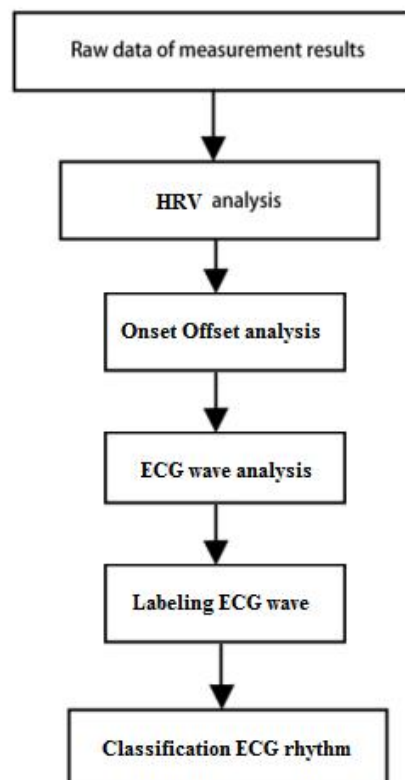 Raw data of measurement results
HRV analysis
Onset Offset analysis
ECG wave analysis
Labeling ECG wave
Classification ECG rhythm